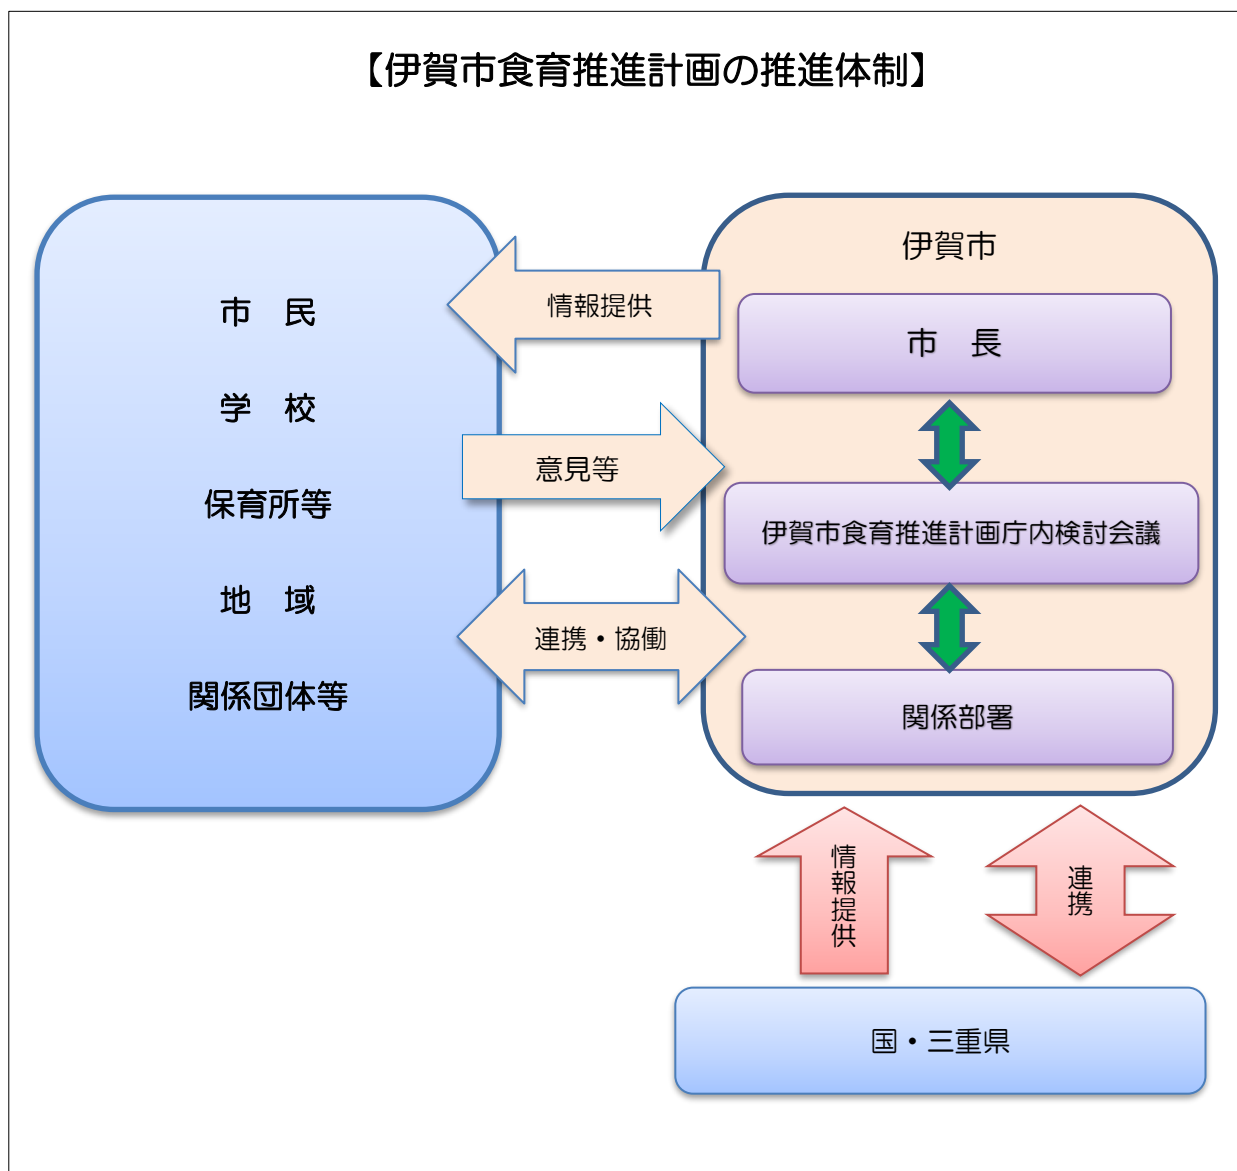 【伊賀市食育推進計画の推進体制】
市　民
学　校
保育所等
地　域
関係団体等
情報提供
意見等
連携・協働
伊賀市
市　長
伊賀市食育推進計画庁内検討会議
関係部署
情報提供
連携
国・三重県